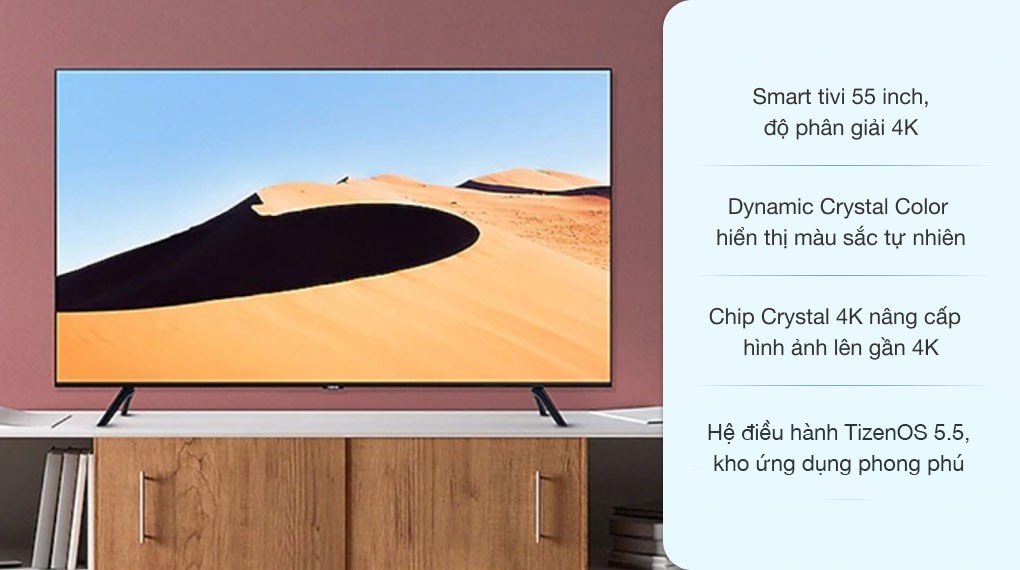 Smart tivi 55 inch,
độ phân giải 4K
Dynamic Crystal Color
hiển thị màu sắc tự nhiên
Chip Crystal 4K nâng cấp
hình ảnh lên gần 4K
Hệ điều hành TizenOS 5.5,
kho ứng dụng phong phú